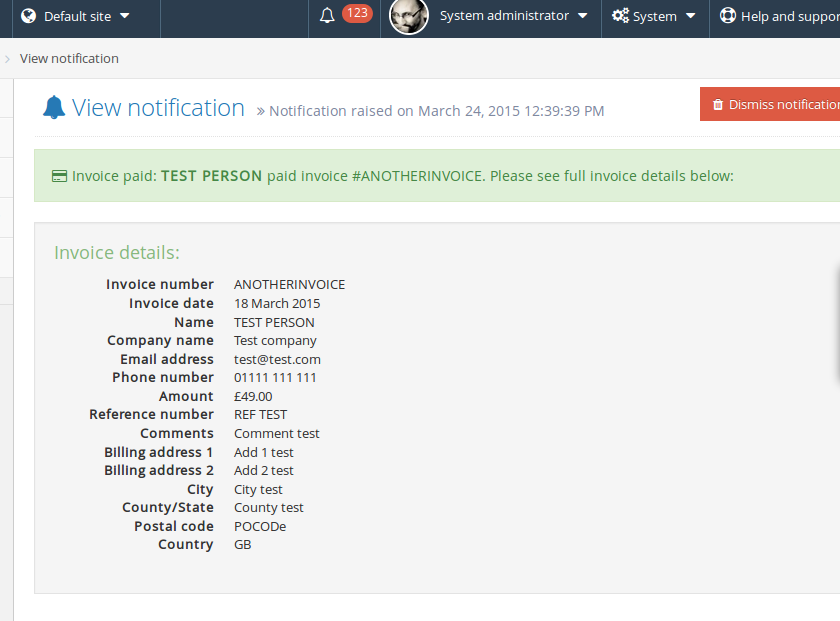 Default site
123
System administrator
System
Help and suppor
View notification
View notification » Notification raised on March 24, 2015 12:39:39 PM
Dismiss notification
Invoice paid: TEST PERSON paid invoice #ANOTHERINVOICE. Please see full invoice details below:
Invoice details:
Invoice number ANOTHERINVOICE
Invoice date 18 March 2015
Name TEST PERSON
Company name Test company
Email address test@test.com
Phone number 01111 111 111
Amount £49.00
Reference number REF TEST
Comments Comment test
Billing address 1 Add 1 test
Billing address 2 Add 2 test
City City test
County/State County test
Postal code POCODe
Country GB